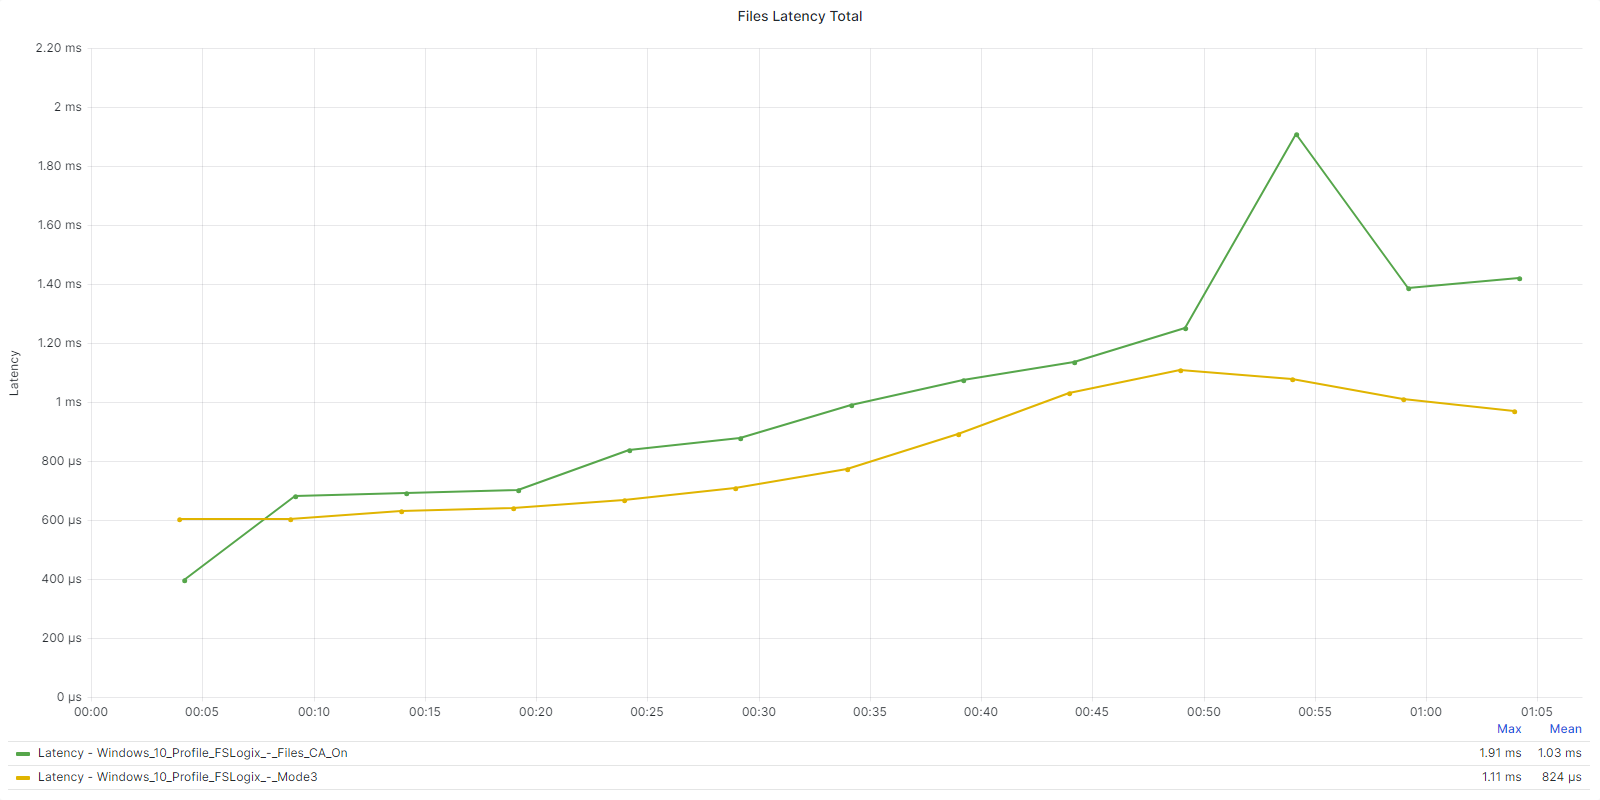 Files Latency Total
2.20 ms
2 ms
1.80 ms
1.60 ms
1.40 ms
1.20 ms
1 ms
800 µs
600 µs
400 µs
200 µs
0 µs
Latency
00:00 00:05 00:10 00:15 00:20 00:25 00:30 00:35 00:40 00:45 00:50 00:55 01:00 01:05
Max Mean
Latency - Windows_10_Profile_FSLogix_-_Files_CA_On 1.91 ms 1.03 ms
Latency - Windows_10_Profile_FSLogix_-_Mode3 1.11 ms 824 µs